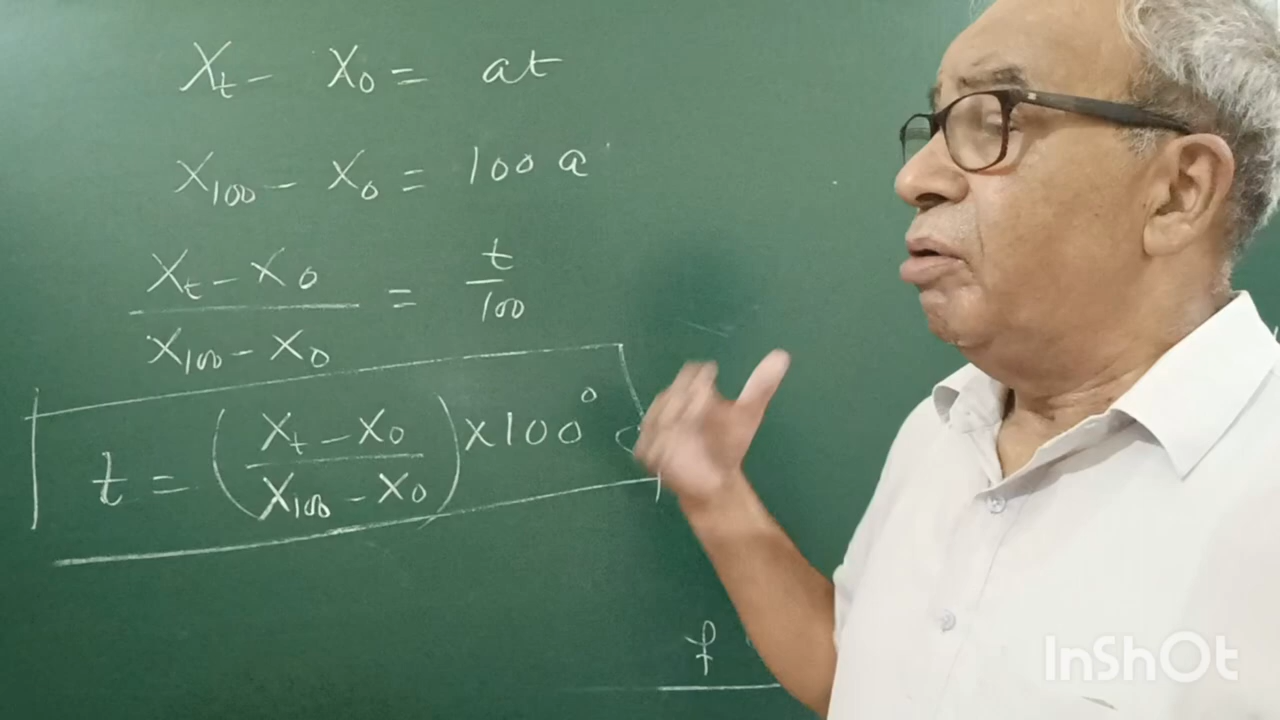 Xt - X0 = at
X100 - X0 = 100 a
Xt - X0 / X100 - X0 = t / 100
t = (Xt - X0 / X100 - X0) x 100°
f
InShOt